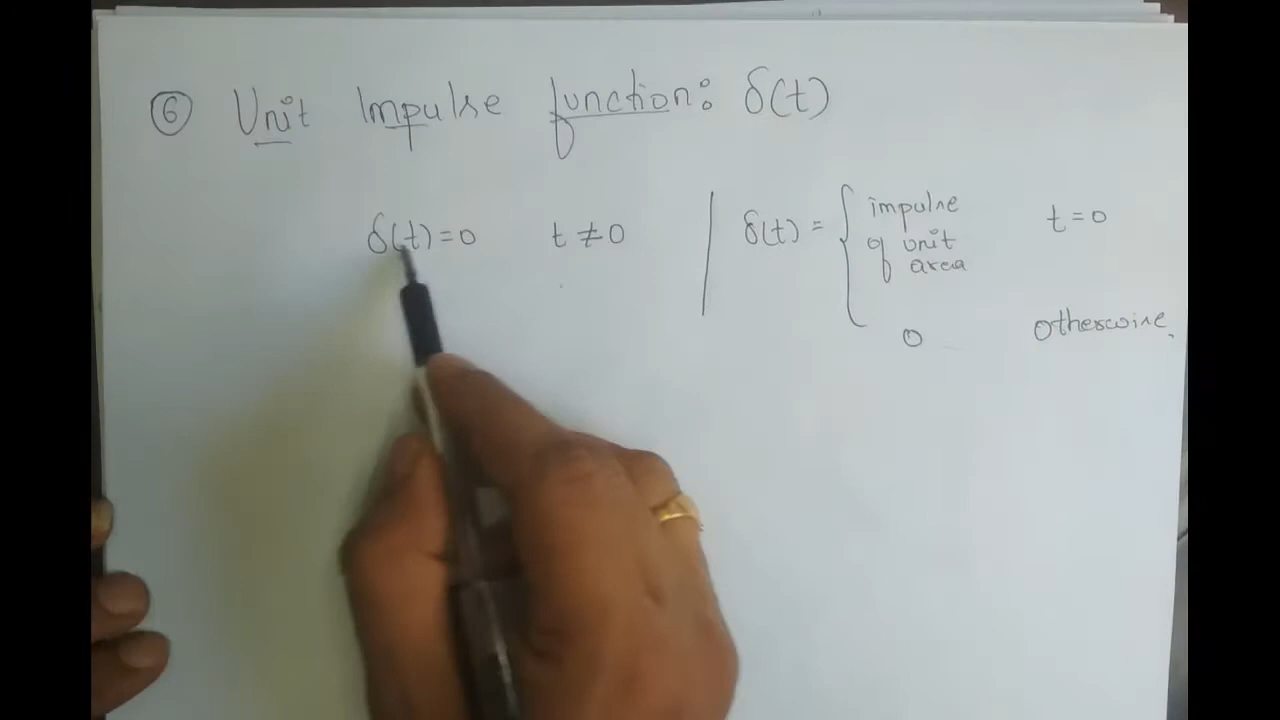 ⑥ Unit Impulse function: δ(t)
δ(t)=0 t ≠ 0
δ(t) = { impulse of unit area t = 0
0 otherwise.